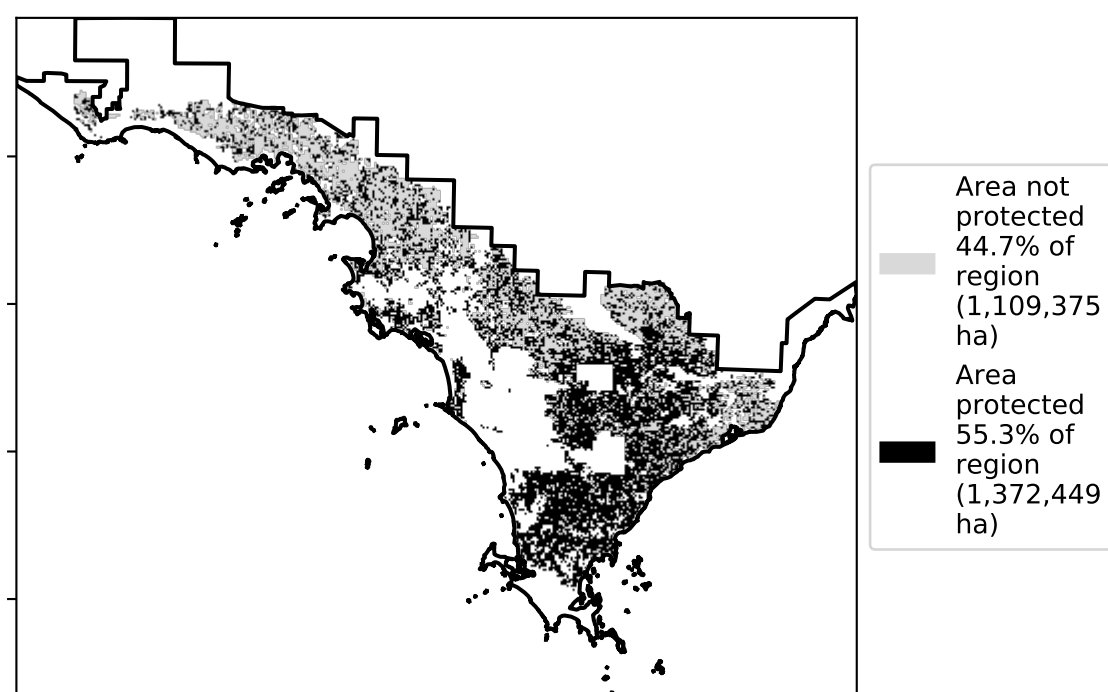 Area not
protected
44.7% of
region
(1,109,375
ha)
Area
protected
55.3% of
region
(1,372,449
ha)